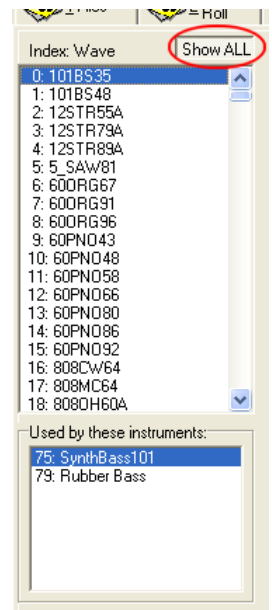 Roll
Index: Wave Show ALL
0: 101BS35
1: 101BS48
2: 12STR55A
3: 12STR79A
4: 12STR89A
5: 5_SAW81
6: 60ORG67
7: 60ORG91
8: 60ORG96
9: 60PNO43
10: 60PNO48
11: 60PNO58
12: 60PNO66
13: 60PNO80
14: 60PNO86
15: 60PNO92
16: 808CW64
17: 808MC64
18: 808OH60A
Used by these instruments:
75: SynthBass101
79: Rubber Bass